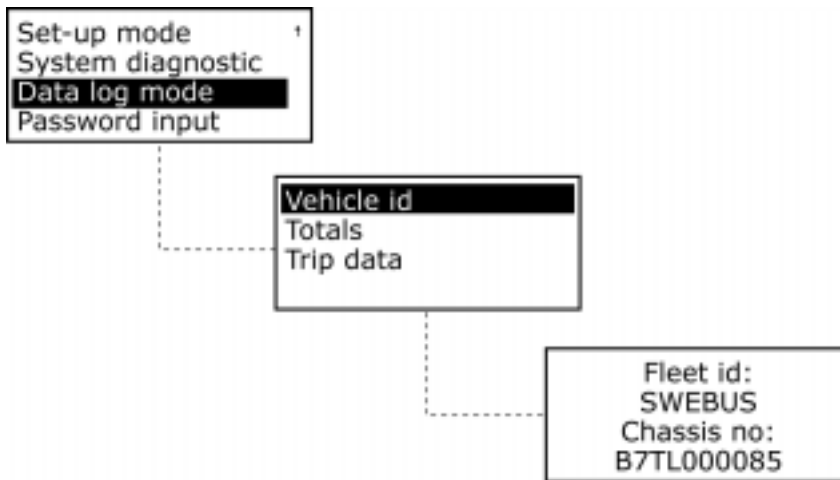 Set-up mode ↑
System diagnostic
Data log mode
Password input
Vehicle id
Totals
Trip data
Fleet id:
SWEBUS
Chassis no:
B7TL000085